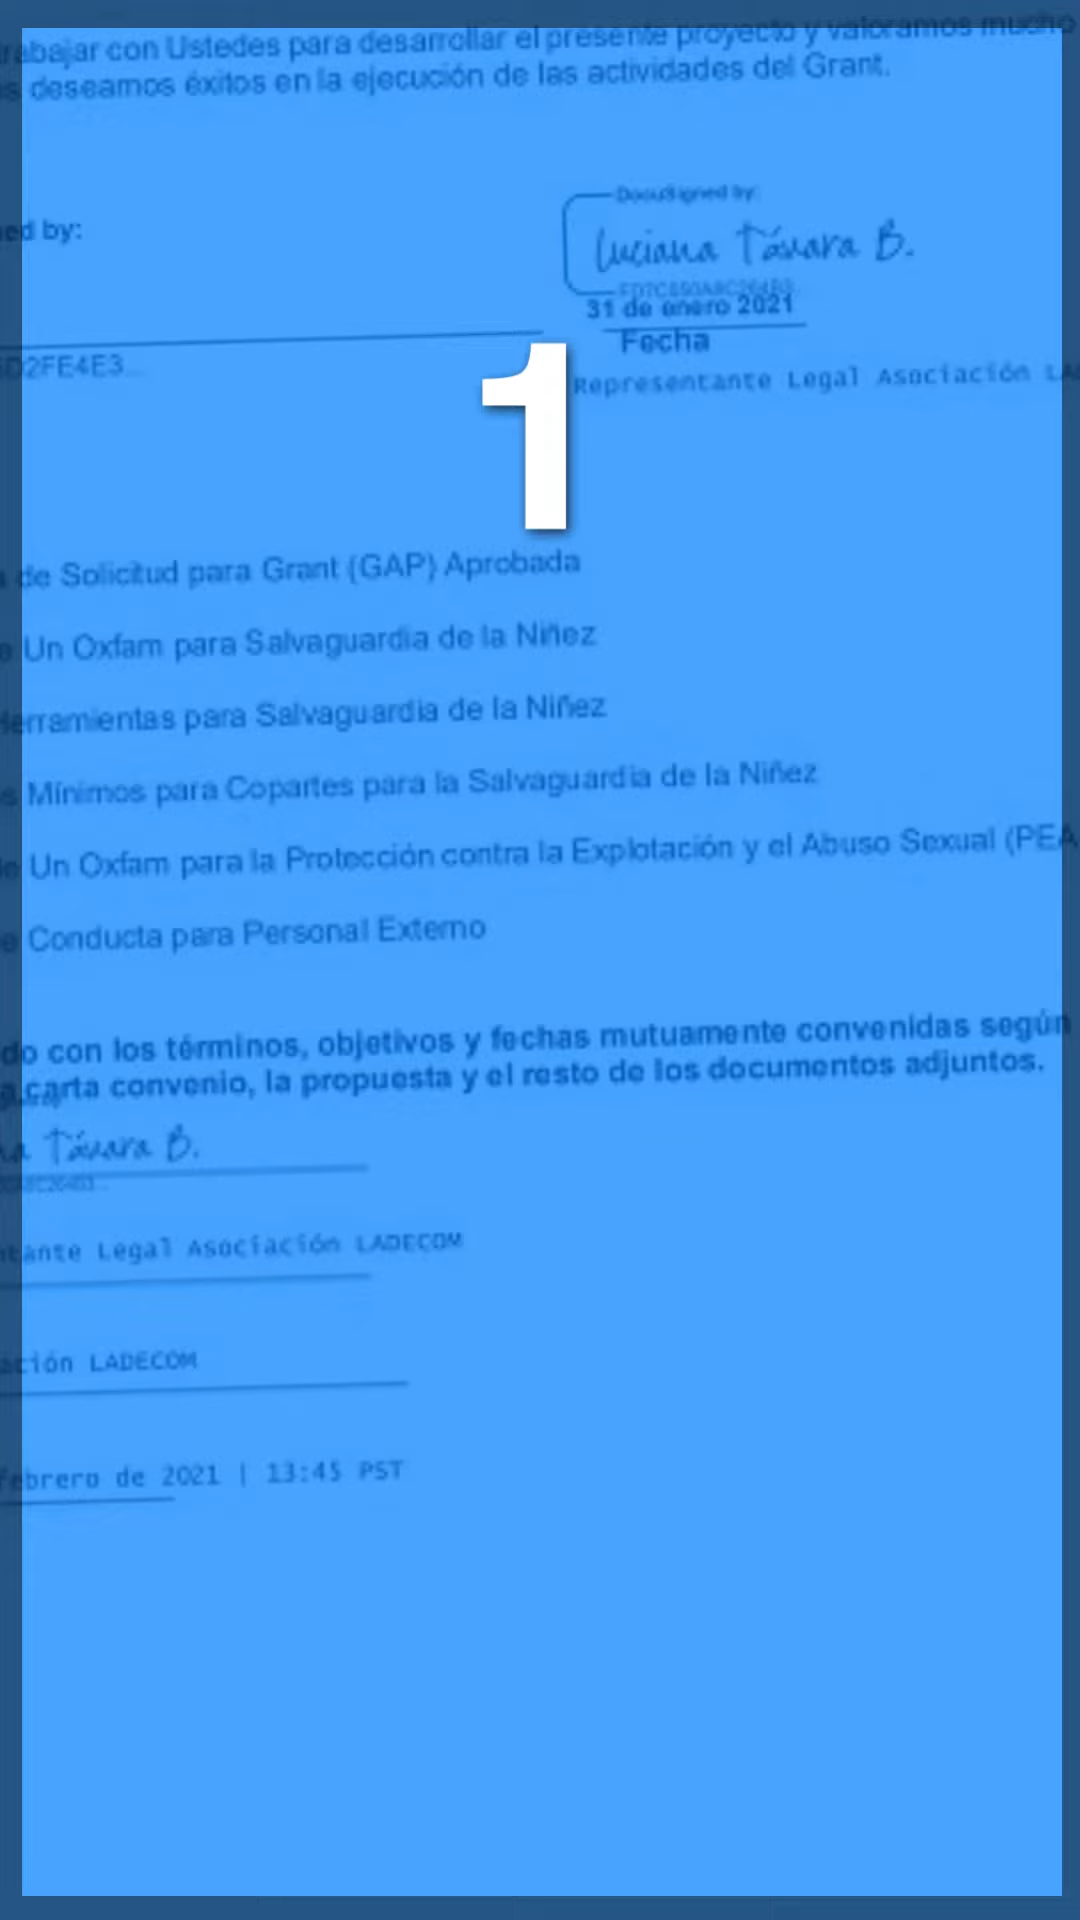 trabajar con Ustedes para desarrollar el presente proyecto y valoramos mucho
s deseamos éxitos en la ejecución de las actividades del Grant.
ed by:
DocuSigned by:
Luciana Távara B.
31 de enero 2021
D2FE4E3...
Fecha
Representante Legal Asociación LA
1
de Solicitud para Grant (GAP) Aprobada
e Un Oxfam para Salvaguardia de la Niñez
Herramientas para Salvaguardia de la Niñez
s Mínimos para Copartes para la Salvaguardia de la Niñez
de Un Oxfam para la Protección contra la Explotación y el Abuso Sexual (PEA
e Conducta para Personal Externo
do con los términos, objetivos y fechas mutuamente convenidas según
a carta convenio, la propuesta y el resto de los documentos adjuntos.
na Távara B.
tante Legal Asociación LADECOM
ación LADECOM
febrero de 2021 | 13:45 PST